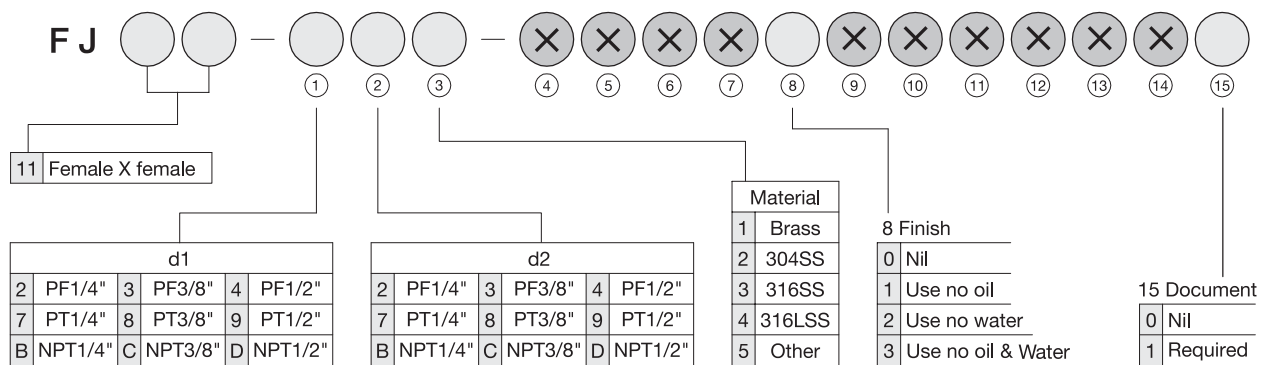 F J — — × × × × × × × × × ×
1 2 3 4 5 6 7 8 9 10 11 12 13 14 15
11 Female X female
d1
2 PF1/4" 3 PF3/8" 4 PF1/2"
7 PT1/4" 8 PT3/8" 9 PT1/2"
B NPT1/4" C NPT3/8" D NPT1/2"
d2
2 PF1/4" 3 PF3/8" 4 PF1/2"
7 PT1/4" 8 PT3/8" 9 PT1/2"
B NPT1/4" C NPT3/8" D NPT1/2"
Material
1 Brass
2 304SS
3 316SS
4 316LSS
5 Other
8 Finish
0 Nil
1 Use no oil
2 Use no water
3 Use no oil & Water
15 Document
0 Nil
1 Required